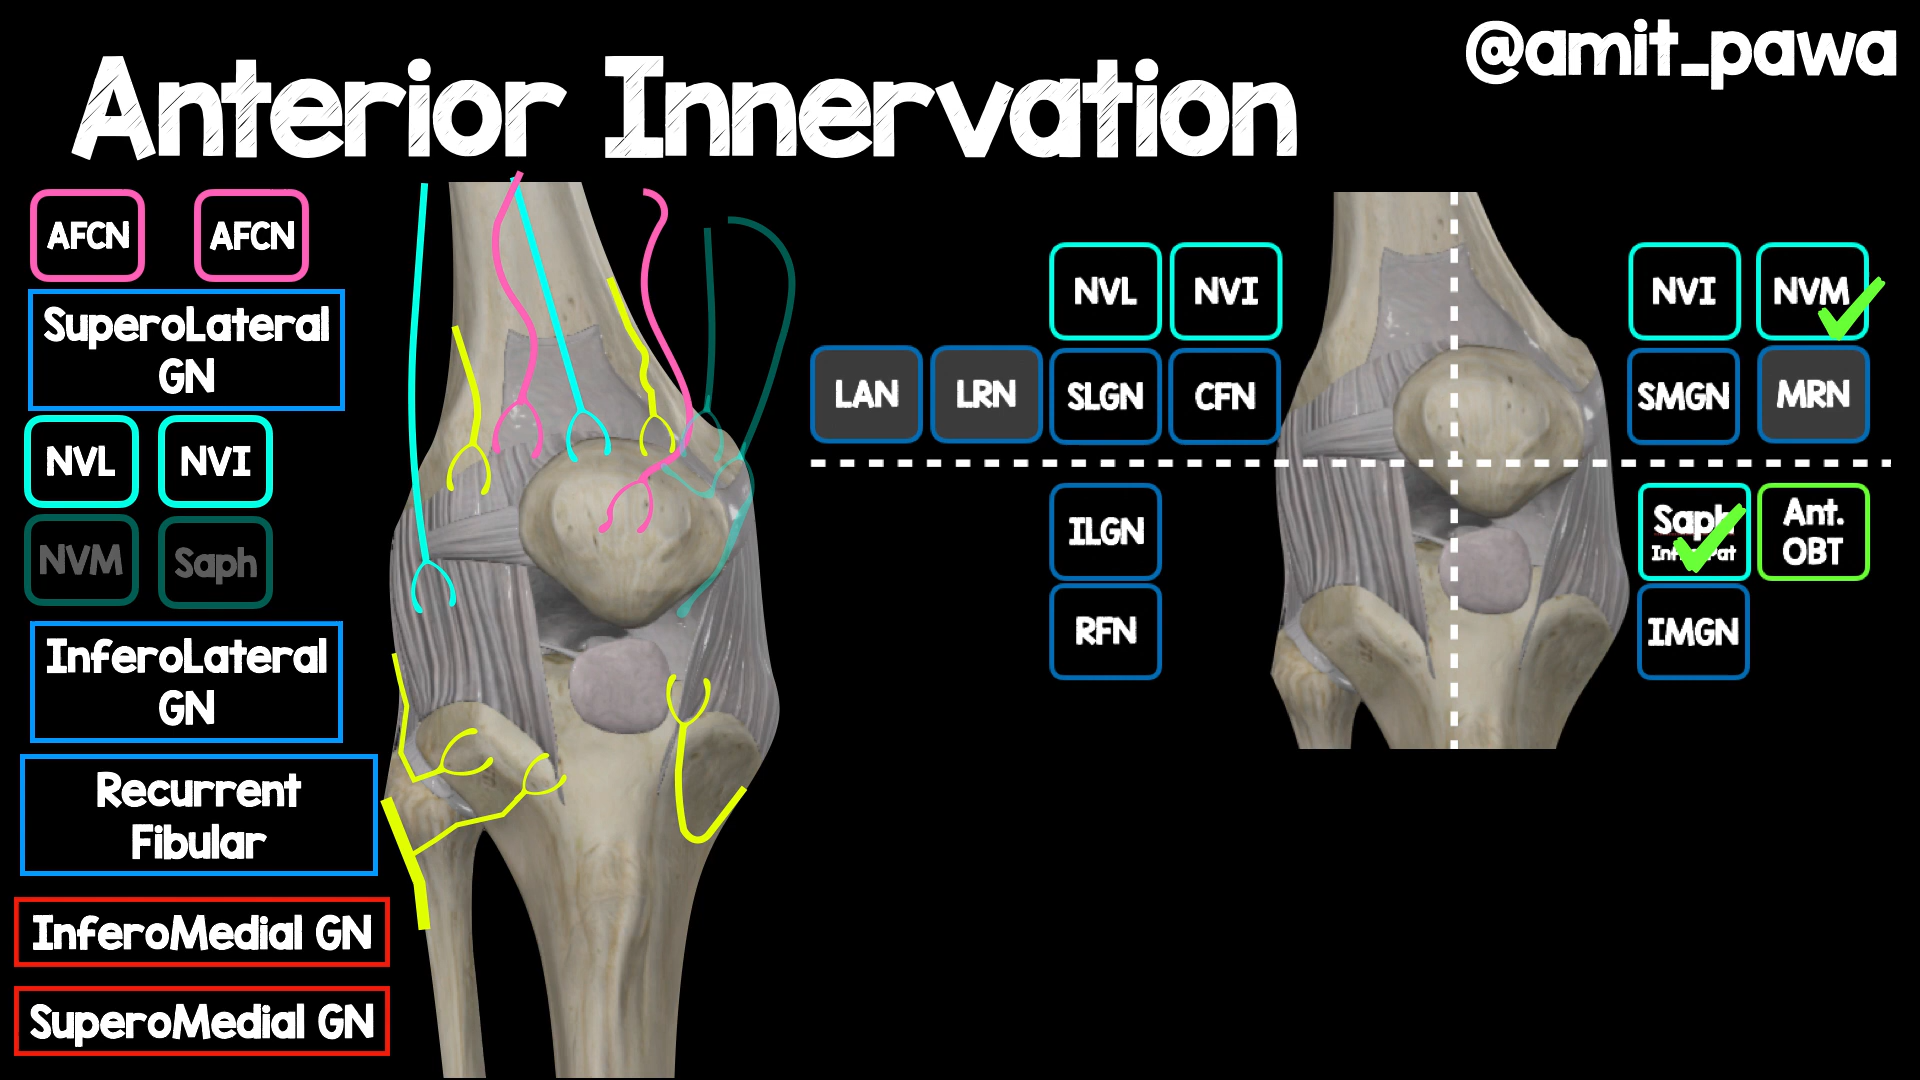 @amit_pawa
Anterior Innervation
AFCN
AFCN
SuperoLateral
GN
NVL
NVI
NVM
Saph
InferoLateral
GN
Recurrent
Fibular
InferoMedial GN
SuperoMedial GN
NVL
NVI
LAN
LRN
SLGN
CFN
ILGN
RFN
NVI
NVM
SMGN
MRN
Saph
Ant.
OBT
IMGN